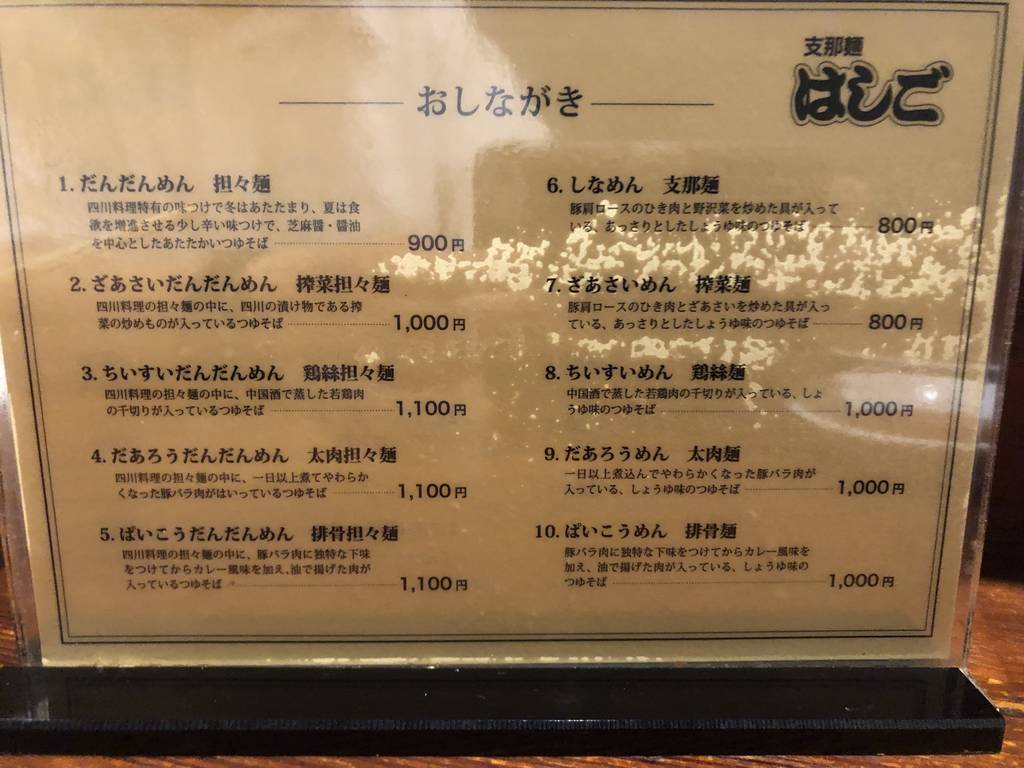 支那麺
はしご
おしながき
1. だんだんめん 担々麺
四川料理特有の味つけで冬はあたたまり、夏は食
欲を増進させる少し辛い味つけで、芝麻醤・醤油
を中心としたあたたかいつゆそば 900円
2. ざあさいだんだんめん 搾菜担々麺
四川料理の担々麺の中に、四川の漬け物である搾
菜の炒めものが入っているつゆそば 1,000円
3. ちいすいだんだんめん 鶏絲担々麺
四川料理の担々麺の中に、中国酒で蒸した若鶏肉
の千切りが入っているつゆそば 1,100円
4. だあろうだんだんめん 太肉担々麺
四川料理の担々麺の中に、一日以上煮てやわらか
くなった豚バラ肉がはいっているつゆそば 1,100円
5. ぱいこうだんだんめん 排骨担々麺
四川料理の担々麺の中に、豚バラ肉に独特な下味
をつけてからカレー風味を加え、油で揚げた肉が
入っているつゆそば 1,100円
6. しなめん 支那麺
豚肩ロースのひき肉と野沢菜を炒めた具が入って
いる、あっさりとしたしょうゆ味のつゆそば 800円
7. ざあさいめん 搾菜麺
豚肩ロースのひき肉とざあさいを炒めた具が入っ
ている、あっさりとしたしょうゆ味のつゆそば 800円
8. ちいすいめん 鶏絲麺
中国酒で蒸した若鶏肉の千切りが入っている、しょ
うゆ味のつゆそば 1,000円
9. だあろうめん 太肉麺
一日以上煮込んでやわらかくなった豚バラ肉が
入っている、しょうゆ味のつゆそば 1,000円
10. ぱいこうめん 排骨麺
豚バラ肉に独特な下味をつけてからカレー風味を
加え、油で揚げた肉が入っている、しょうゆ味の
つゆそば 1,000円